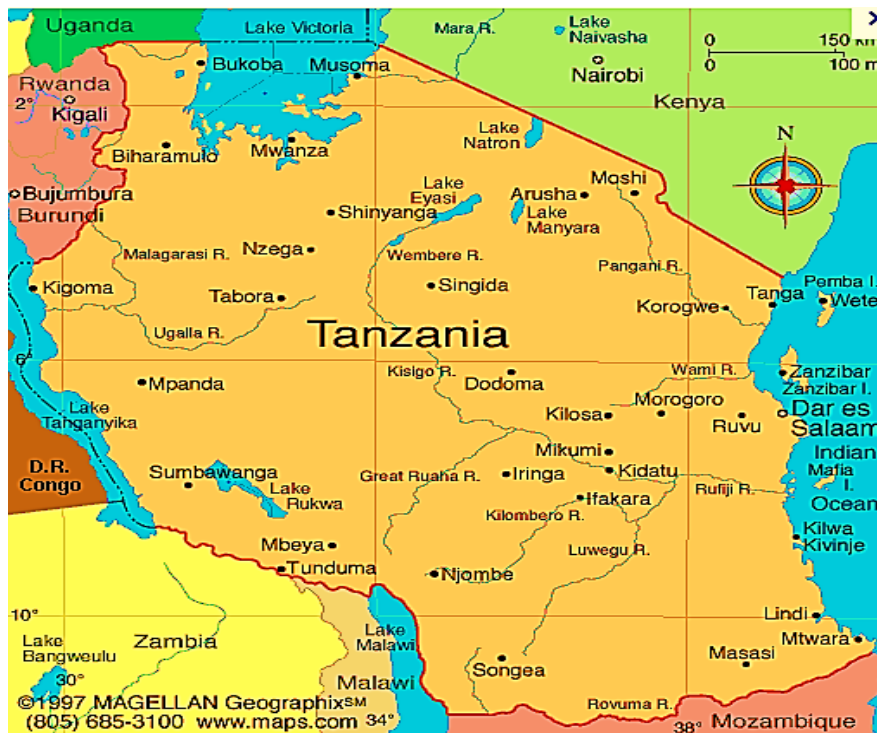 Uganda
Lake Victoria
Mara R.
Lake
Naivasha
0 150 km
0 100 m
Nairobi
Kenya
Bukoba
Musoma
Rwanda
2°
Kigali
Biharamulo
Mwanza
Lake
Natron
N
Bujumbura
Burundi
Shinyanga
Lake
Eyasi
Arusha
Moshi
Lake
Manyara
Malagarasi R.
Nzega
Wembere R.
Pangani R.
Kigoma
Tabora
Singida
Korogwe
Tanga
Pemba I.
Wete
Ugalla R.
Tanzania
6°
Kisigo R.
Dodoma
Wami R.
Zanzibar
Zanzibar I.
Mpanda
Lake
Tanganyika
Kilosa
Morogoro
Ruvu
Dar es
Salaam
Mikumi
Indian
D.R.
Congo
Sumbawanga
Lake
Rukwa
Great Ruaha R.
Iringa
Kidatu
Rufiji R.
Mafia
I.
Ocean
Ifakara
Kilombero R.
Kilwa
Kivinje
Mbeya
Luwegu R.
Tunduma
Njombe
10°
Zambia
Lake
Malawi
Lindi
Mtwara
Lake
Bangweulu
30°
Malawi
Songea
Masasi
©1997 MAGELLAN Geographix℠
(805) 685-3100 www.maps.com
34°
Rovuma R.
38°
Mozambique